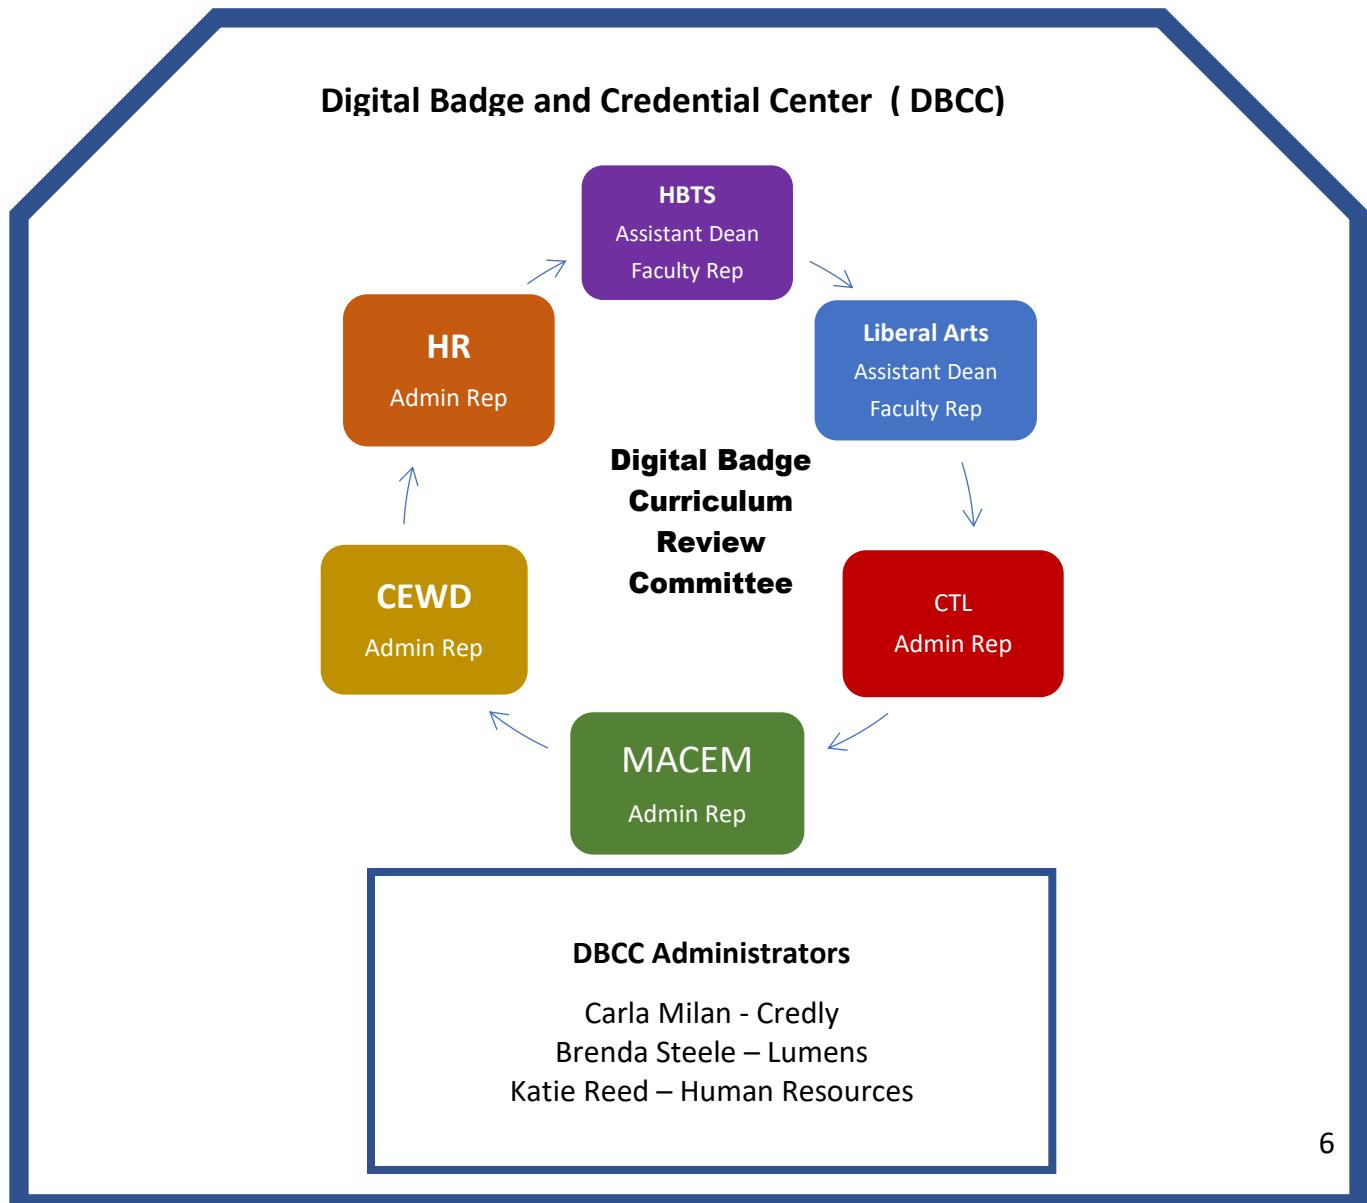 Digital Badge and Credential Center  ( DBCC)
HBTS
Assistant Dean
Faculty Rep
Liberal Arts
Assistant Dean
Faculty Rep
CTL
Admin Rep
MACEM
Admin Rep
CEWD
Admin Rep
HR
Admin Rep
Digital Badge
Curriculum
Review
Committee
DBCC Administrators
Carla Milan - Credly
Brenda Steele – Lumens
Katie Reed – Human Resources
6